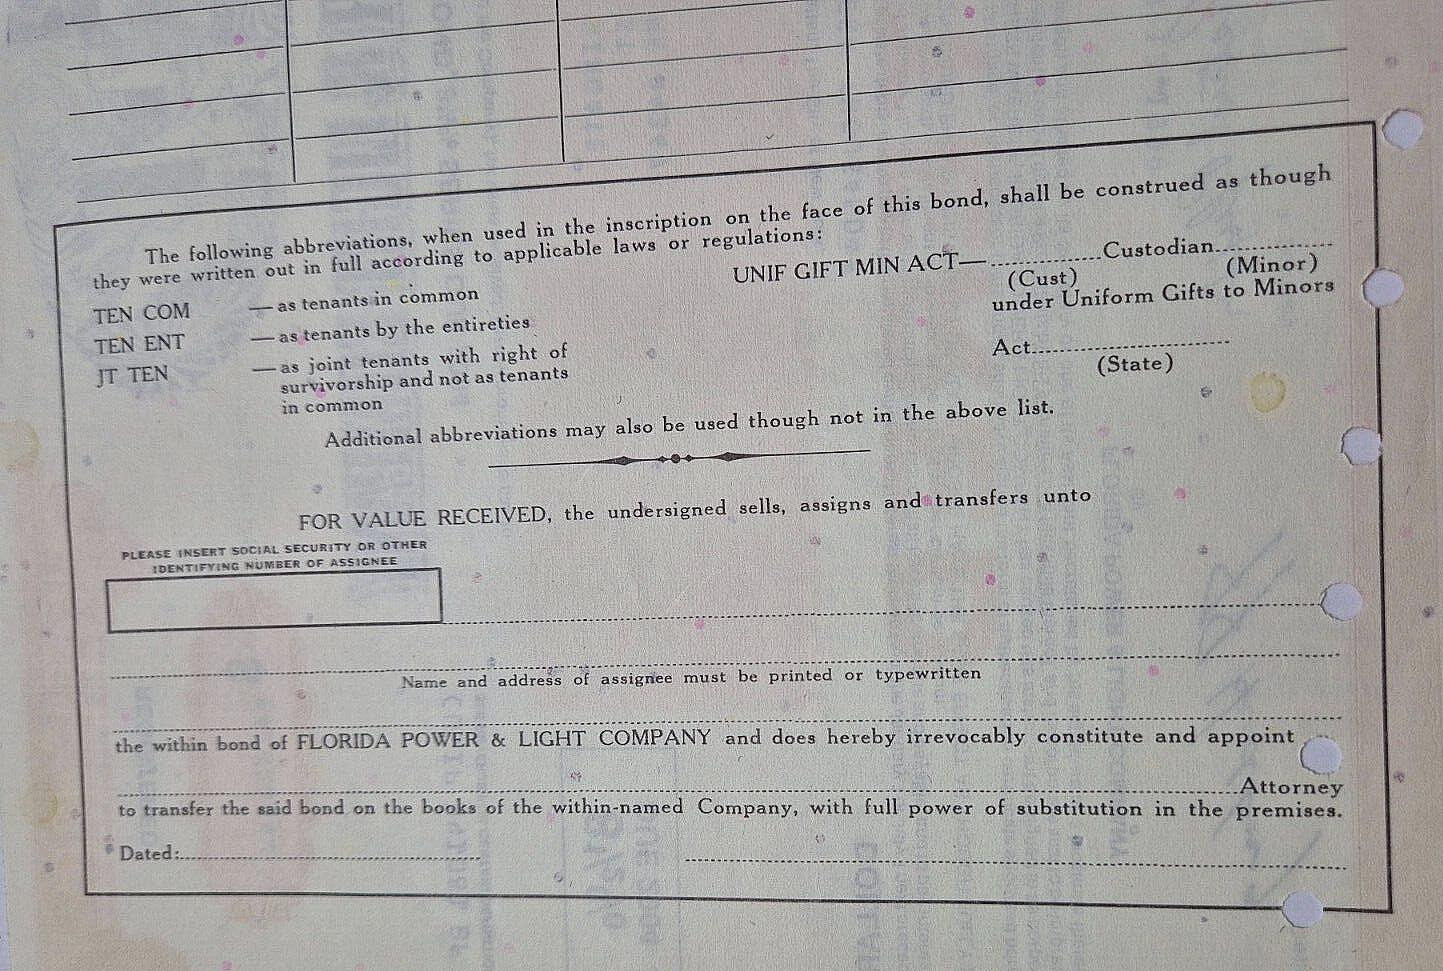 The following abbreviations, when used in the inscription on the face of this bond, shall be construed as though
they were written out in full according to applicable laws or regulations:
TEN COM — as tenants in common
TEN ENT — as tenants by the entireties
JT TEN — as joint tenants with right of
survivorship and not as tenants
in common
UNIF GIFT MIN ACT—....................Custodian....................
(Cust) (Minor)
under Uniform Gifts to Minors
Act..............................
(State)
Additional abbreviations may also be used though not in the above list.
FOR VALUE RECEIVED, the undersigned sells, assigns and transfers unto
PLEASE INSERT SOCIAL SECURITY OR OTHER
IDENTIFYING NUMBER OF ASSIGNEE
Name and address of assignee must be printed or typewritten
the within bond of FLORIDA POWER & LIGHT COMPANY and does hereby irrevocably constitute and appoint
Attorney
to transfer the said bond on the books of the within-named Company, with full power of substitution in the premises.
Dated: